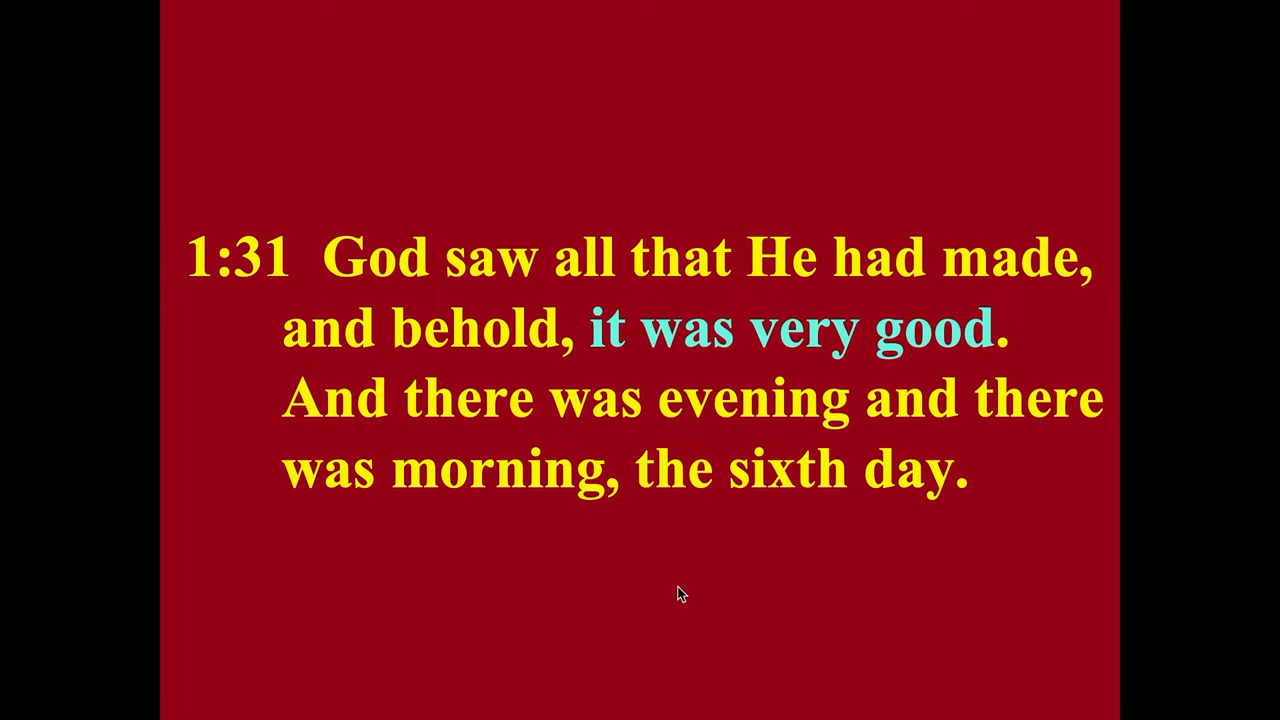 1:31 God saw all that He had made,
and behold, it was very good.
And there was evening and there
was morning, the sixth day.